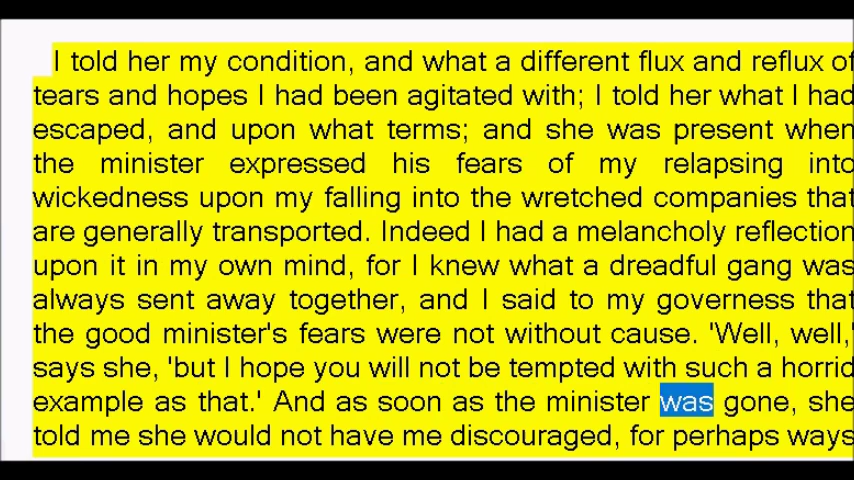 I told her my condition, and what a different flux and reflux of
tears and hopes I had been agitated with; I told her what I had
escaped, and upon what terms; and she was present when
the minister expressed his fears of my relapsing into
wickedness upon my falling into the wretched companies that
are generally transported. Indeed I had a melancholy reflection
upon it in my own mind, for I knew what a dreadful gang was
always sent away together, and I said to my governess that
the good minister's fears were not without cause. 'Well, well,'
says she, 'but I hope you will not be tempted with such a horrid
example as that.' And as soon as the minister was gone, she
told me she would not have me discouraged, for perhaps ways